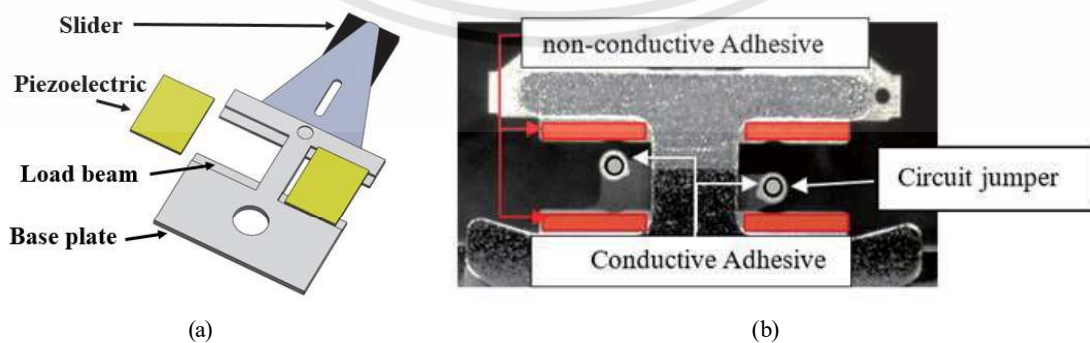 Slider
Piezoelectric
Load beam
Base plate
(a)
non-conductive Adhesive
Circuit jumper
Conductive Adhesive
(b)